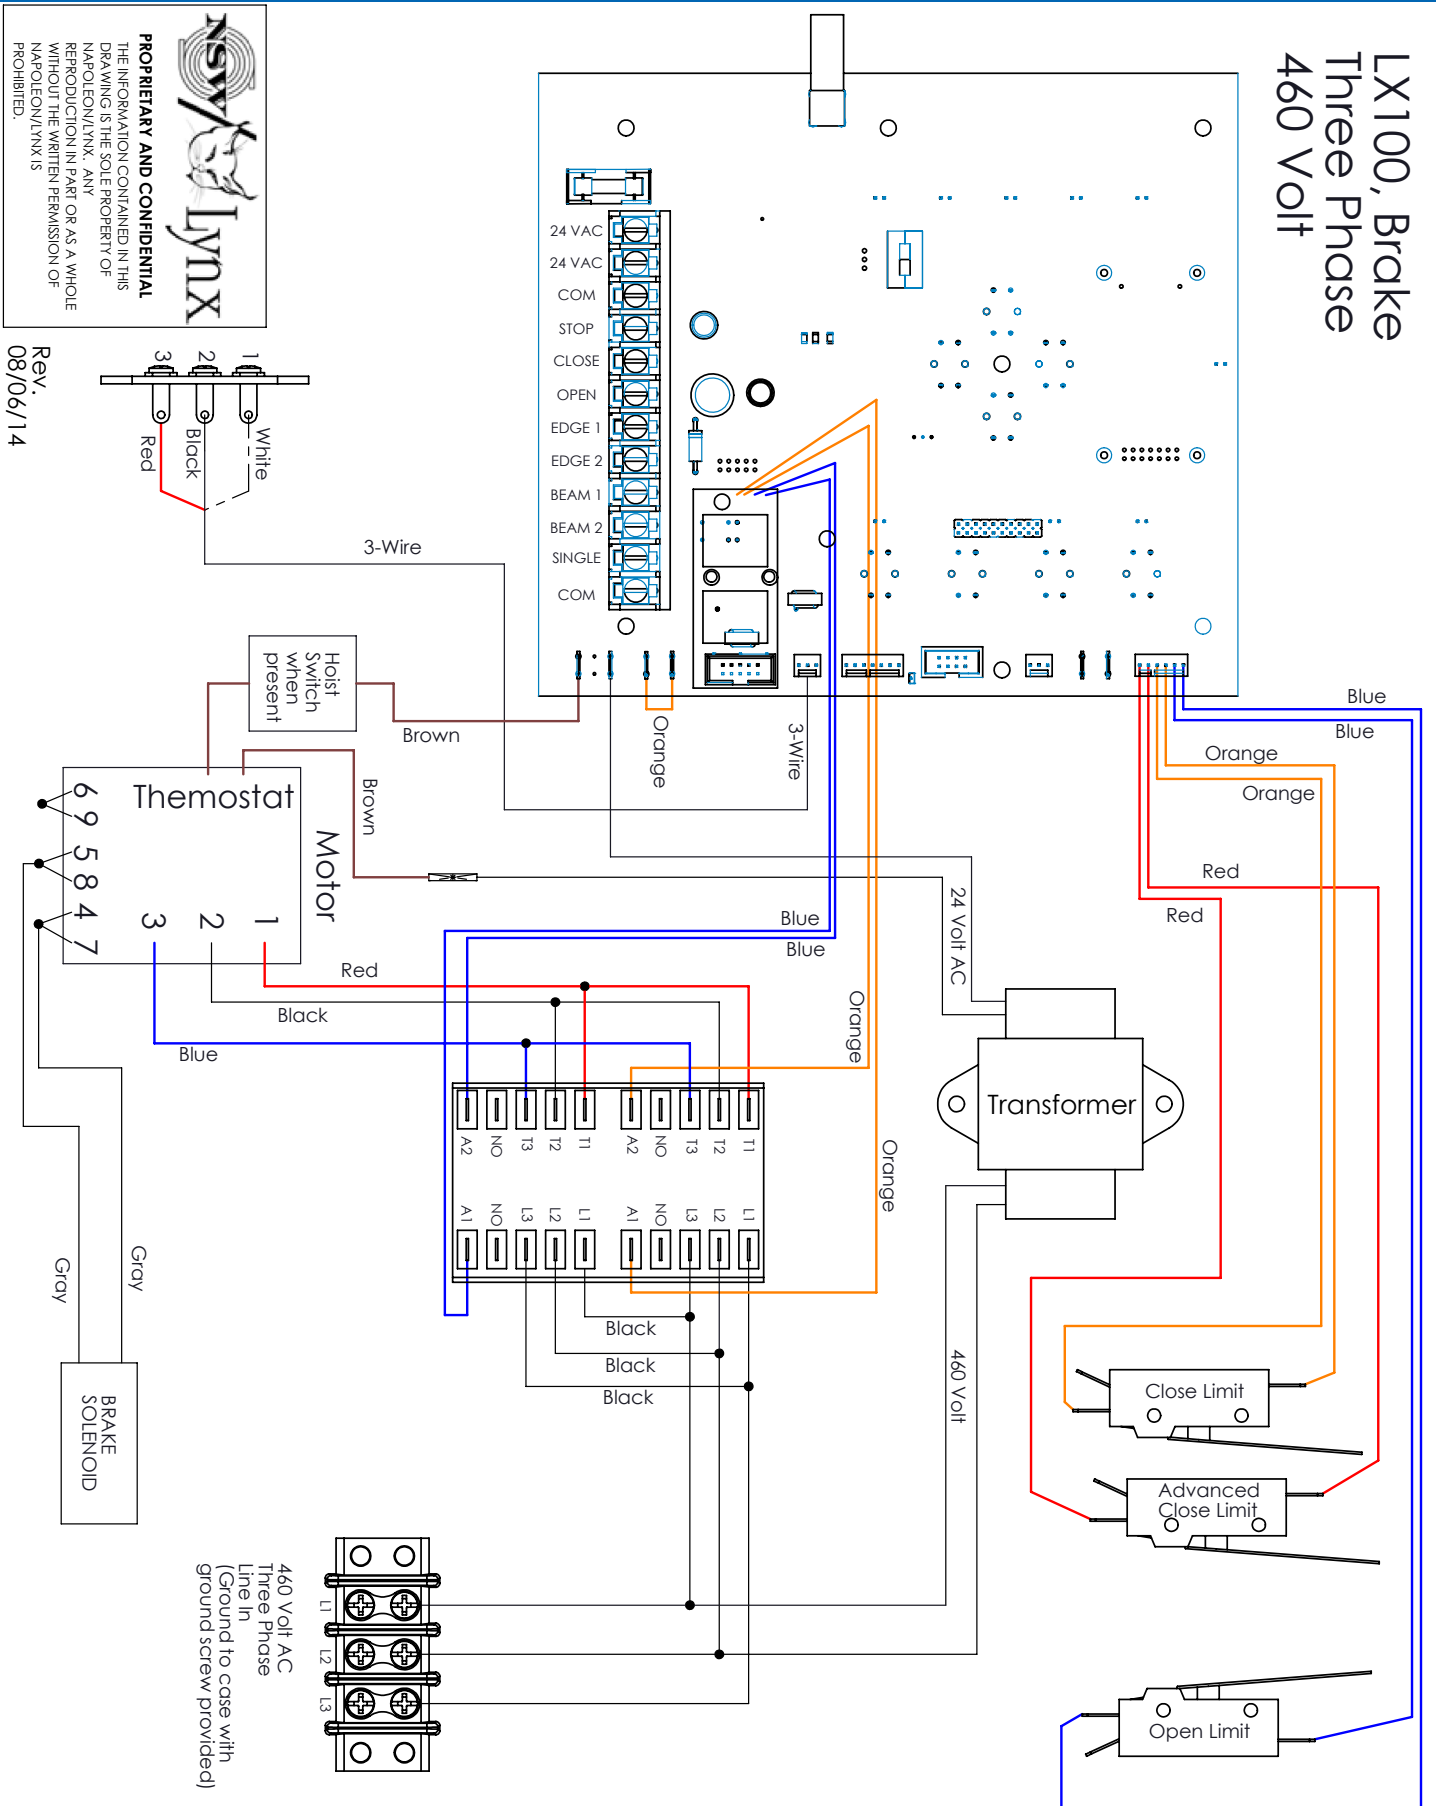 LX100, Brake
Three Phase
460 Volt
NSW
Lynx
PROPRIETARY AND CONFIDENTIAL
THE INFORMATION CONTAINED IN THIS
DRAWING IS THE SOLE PROPERTY OF
NAPOLEON/LYNX. ANY
REPRODUCTION IN PART OR AS A WHOLE
WITHOUT THE WRITTEN PERMISSION OF
NAPOLEON/LYNX IS
PROHIBITED.
Rev.
08/06/14
24 VAC
24 VAC
COM
STOP
CLOSE
OPEN
EDGE 1
EDGE 2
BEAM 1
BEAM 2
SINGLE
COM
1
2
3
White
Black
Red
3-Wire
3-Wire
Hoist
Switch
when
present
Brown
Orange
Brown
Themostat
Motor
6
9
5
8
4
7
3
2
1
Blue
Blue
Orange
Orange
Red
Red
24 Volt AC
Blue
Blue
Red
Black
Blue
Orange
Orange
Transformer
A2
NO
T3
T2
T1
A2
NO
T3
T2
T1
A1
NO
L3
L2
L1
A1
NO
L3
L2
L1
Black
Black
Black
460 Volt
Gray
Gray
BRAKE
SOLENOID
Close Limit
Advanced
Close Limit
Open Limit
L1
L2
L3
460 Volt AC
Three Phase
Line In
(Ground to case with
ground screw provided)